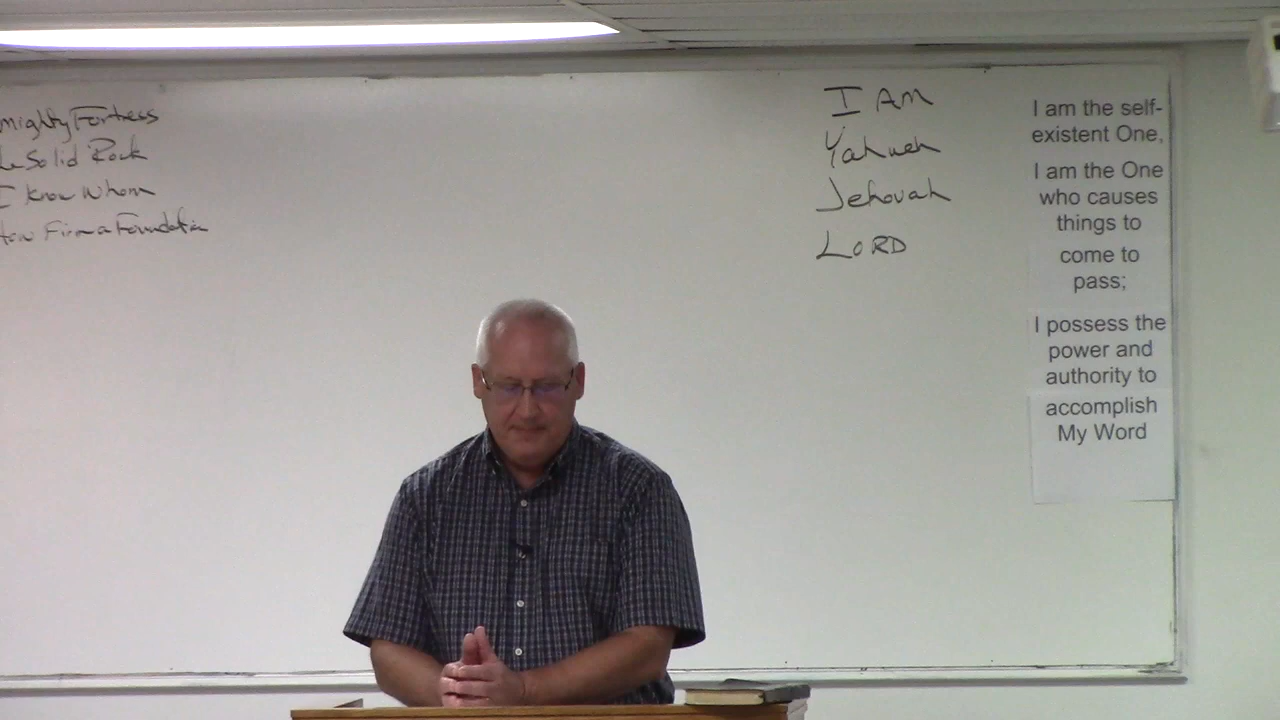 Mighty Fortress
Solid Rock
I know Whom
Firm a Foundation
I AM
Yahweh
Jehovah
LORD
I am the self-
existent One,
I am the One
who causes
things to
come to
pass;
I possess the
power and
authority to
accomplish
My Word